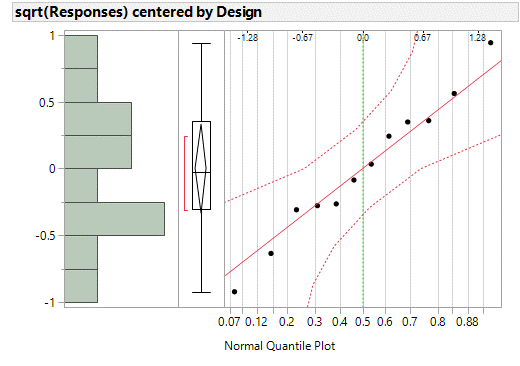 sqrt(Responses) centered by Design
-1.28 -0.67 0.0 0.67 1.28
1
0.5
0
-0.5
-1
0.07 0.12 0.2 0.3 0.4 0.5 0.6 0.7 0.8 0.88
Normal Quantile Plot